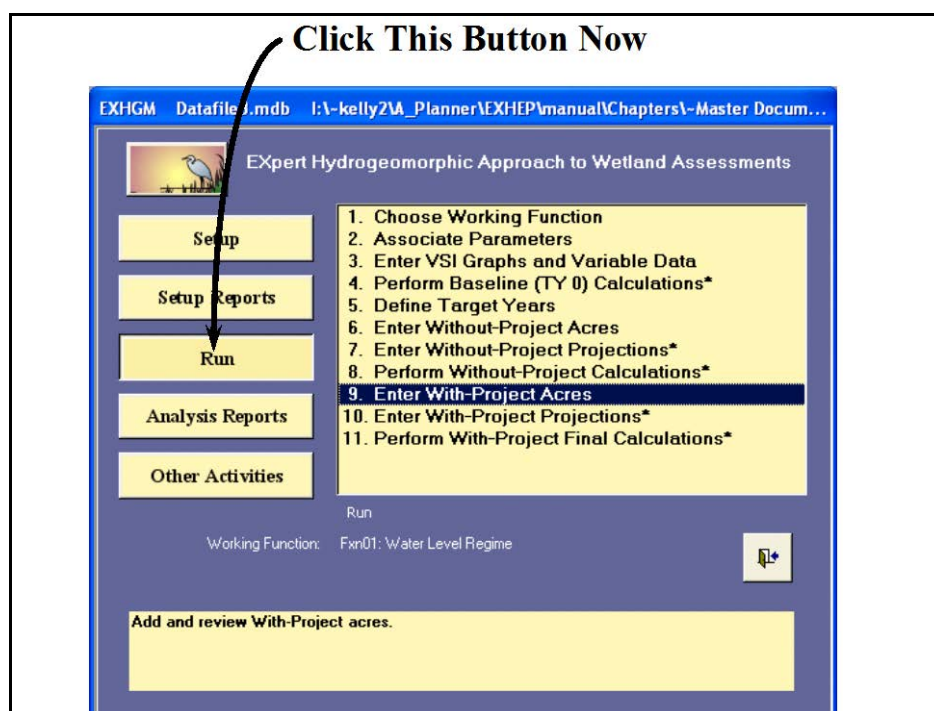 Click This Button Now
EXHGM Datafile3.mdb I:\~kelly2\A_Planner\EXHEP\manual\Chapters\~Master Docum...
EXpert Hydrogeomorphic Approach to Wetland Assessments
Setup
Setup Reports
Run
Analysis Reports
Other Activities
1. Choose Working Function
2. Associate Parameters
3. Enter VSI Graphs and Variable Data
4. Perform Baseline (TY 0) Calculations*
5. Define Target Years
6. Enter Without-Project Acres
7. Enter Without-Project Projections*
8. Perform Without-Project Calculations*
9. Enter With-Project Acres
10. Enter With-Project Projections*
11. Perform With-Project Final Calculations*
Run
Working Function: Fxn01: Water Level Regime
Add and review With-Project acres.